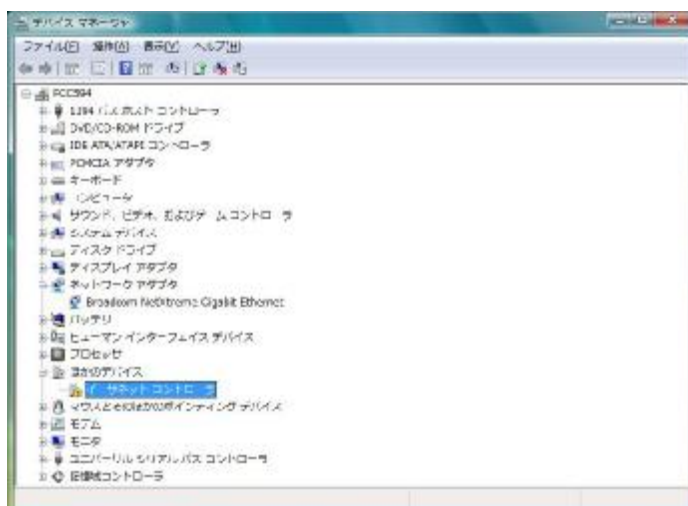 デバイス マネージャ
ファイル(F) 操作(A) 表示(V) ヘルプ(H)
PCC594
1394 バス ホスト コントローラ
DVD/CD-ROM ドライブ
IDE ATA/ATAPI コントローラ
PCMCIA アダプタ
キーボード
コンピュータ
サウンド、ビデオ、およびゲーム コントローラ
システム デバイス
ディスク ドライブ
ディスプレイ アダプタ
ネットワーク アダプタ
Broadcom NetXtreme Gigabit Ethernet
バッテリ
ヒューマン インターフェイス デバイス
プロセッサ
ほかのデバイス
イーサネット コントローラ
マウスとそのほかのポインティング デバイス
モデム
モニタ
ユニバーサル シリアル バス コントローラ
記憶域コントローラ